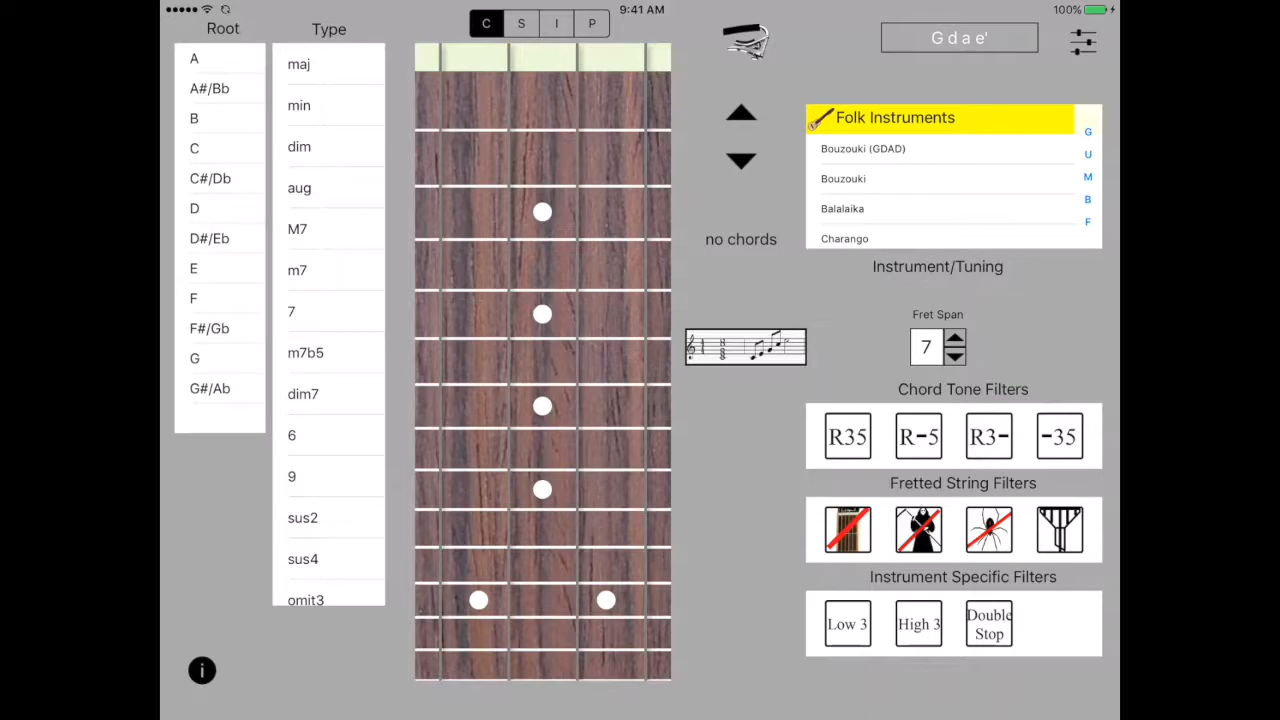 9:41 AM
100%
Root
Type
C S I P
G d a e'
A
A#/Bb
B
C
C#/Db
D
D#/Eb
E
F
F#/Gb
G
G#/Ab
maj
min
dim
aug
M7
m7
7
m7b5
dim7
6
9
sus2
sus4
omit3
no chords
Folk Instruments
Bouzouki (GDAD)
Bouzouki
Balalaika
Charango
G
U
M
B
F
Instrument/Tuning
Fret Span
7
Chord Tone Filters
R35 R-5 R3- -35
Fretted String Filters
Instrument Specific Filters
Low 3 High 3 Double
Stop
i